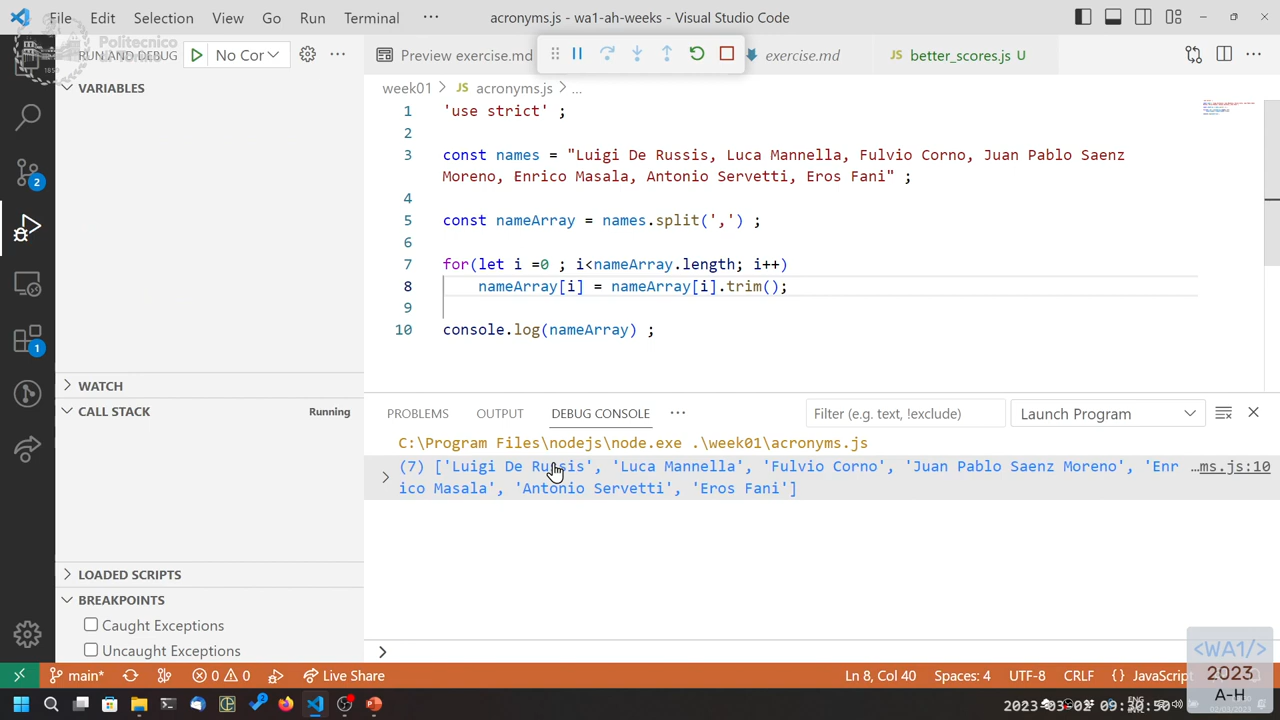 File Edit Selection View Go Run Terminal ··· acronyms.js - wa1-ah-weeks - Visual Studio Code
Politecnico
1859
RUN AND DEBUG No Cor ···
Preview exercise.md exercise.md JS better_scores.js U ···
VARIABLES
week01 > JS acronyms.js > ...
1 'use strict' ;
2
3 const names = "Luigi De Russis, Luca Mannella, Fulvio Corno, Juan Pablo Saenz
Moreno, Enrico Masala, Antonio Servetti, Eros Fani" ;
4
5 const nameArray = names.split(',') ;
6
7 for(let i =0 ; i<nameArray.length; i++)
8 nameArray[i] = nameArray[i].trim();
9
10 console.log(nameArray) ;
2
1
WATCH
CALL STACK Running
LOADED SCRIPTS
BREAKPOINTS
Caught Exceptions
Uncaught Exceptions
PROBLEMS OUTPUT DEBUG CONSOLE ··· Filter (e.g. text, !exclude) Launch Program
C:\Program Files\nodejs\node.exe .\week01\acronyms.js
(7) ['Luigi De Russis', 'Luca Mannella', 'Fulvio Corno', 'Juan Pablo Saenz Moreno', 'Enr …ms.js:10
ico Masala', 'Antonio Servetti', 'Eros Fani']
>
<WA1/>
2023
A-H
main* 0 0 Live Share Ln 8, Col 40 Spaces: 4 UTF-8 CRLF {} JavaScript
ENG